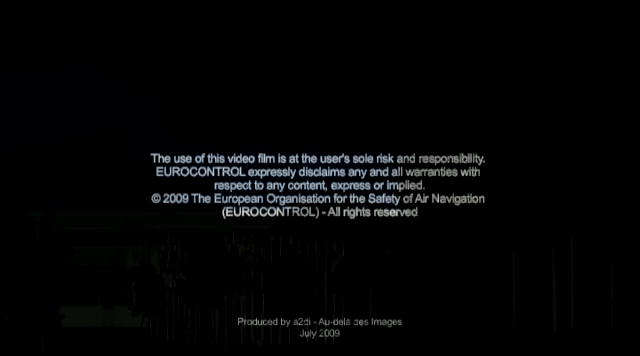 The use of this video film is at the user's sole risk and responsibility.
EUROCONTROL expressly disclaims any and all warranties with
respect to any content, express or implied.
© 2009 The European Organisation for the Safety of Air Navigation
(EUROCONTROL) - All rights reserved
Produced by a2di - Au-delà des Images
July 2009